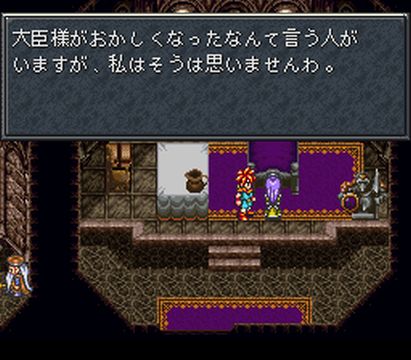 大臣様がおかしくなったなんて言う人が
いますが、私はそうは思いませんわ。